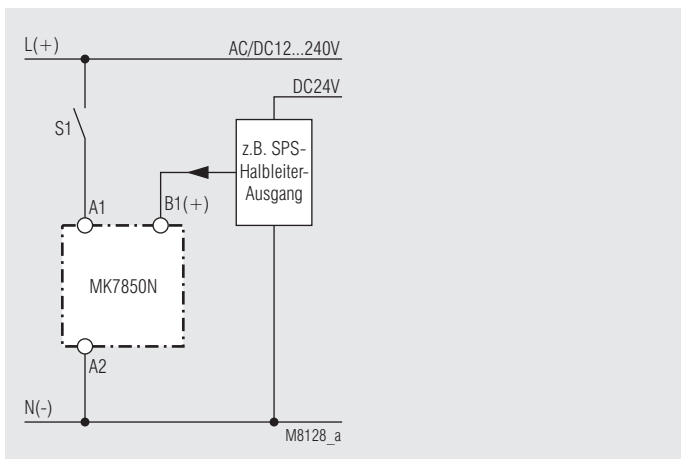 L(+)
AC/DC12...240V
DC24V
S1
z.B. SPS-
Halbleiter-
Ausgang
A1
B1(+)
MK7850N
A2
N(-)
M8128_a